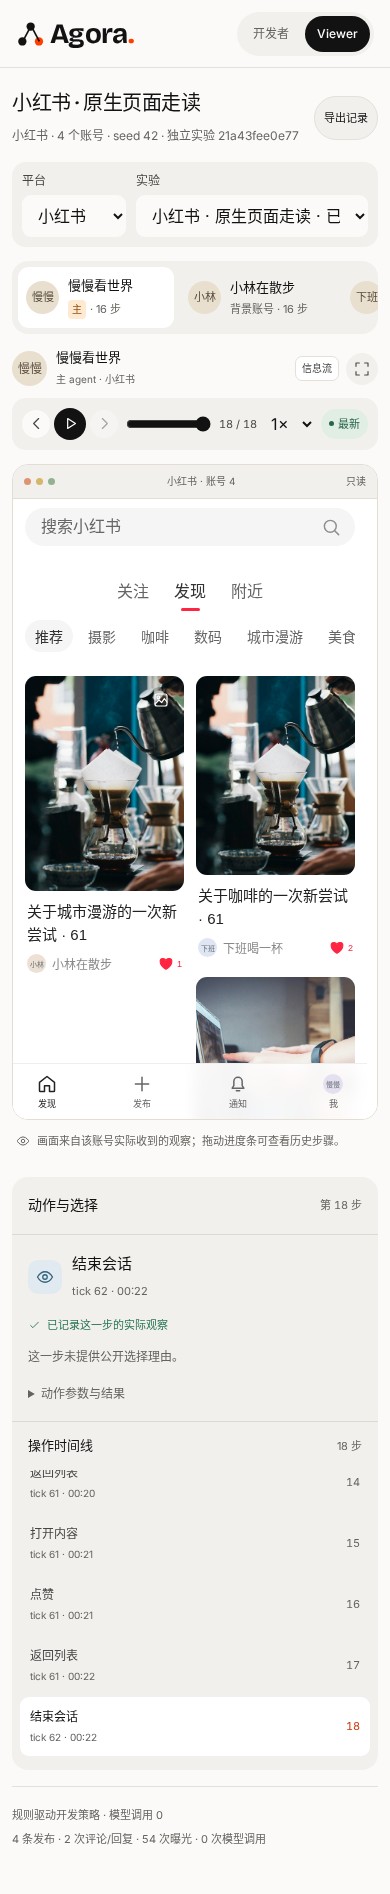 Agora.
开发者
Viewer
小红书 · 原生页面走读
小红书 · 4 个账号 · seed 42 · 独立实验 21a43fee0e77
导出记录
平台
实验
小红书
小红书 · 原生页面走读 · 已
慢慢
慢慢看世界
主 · 16 步
小林
小林在散步
背景账号 · 16 步
下班
慢慢
慢慢看世界
主 agent · 小红书
信息流
18 / 18
1×
最新
小红书 · 账号 4
只读
搜索小红书
关注
发现
附近
推荐
摄影
咖啡
数码
城市漫游
美食
关于城市漫游的一次新
尝试 · 61
小林
小林在散步
1
关于咖啡的一次新尝试
· 61
下班
下班喝一杯
2
发现
发布
通知
慢慢
我
画面来自该账号实际收到的观察；拖动进度条可查看历史步骤。
动作与选择
第 18 步
结束会话
tick 62 · 00:22
已记录这一步的实际观察
这一步未提供公开选择理由。
动作参数与结果
操作时间线
18 步
返回列表
tick 61 · 00:20
14
打开内容
tick 61 · 00:21
15
点赞
tick 61 · 00:21
16
返回列表
tick 61 · 00:22
17
结束会话
tick 62 · 00:22
18
规则驱动开发策略 · 模型调用 0
4 条发布 · 2 次评论/回复 · 54 次曝光 · 0 次模型调用